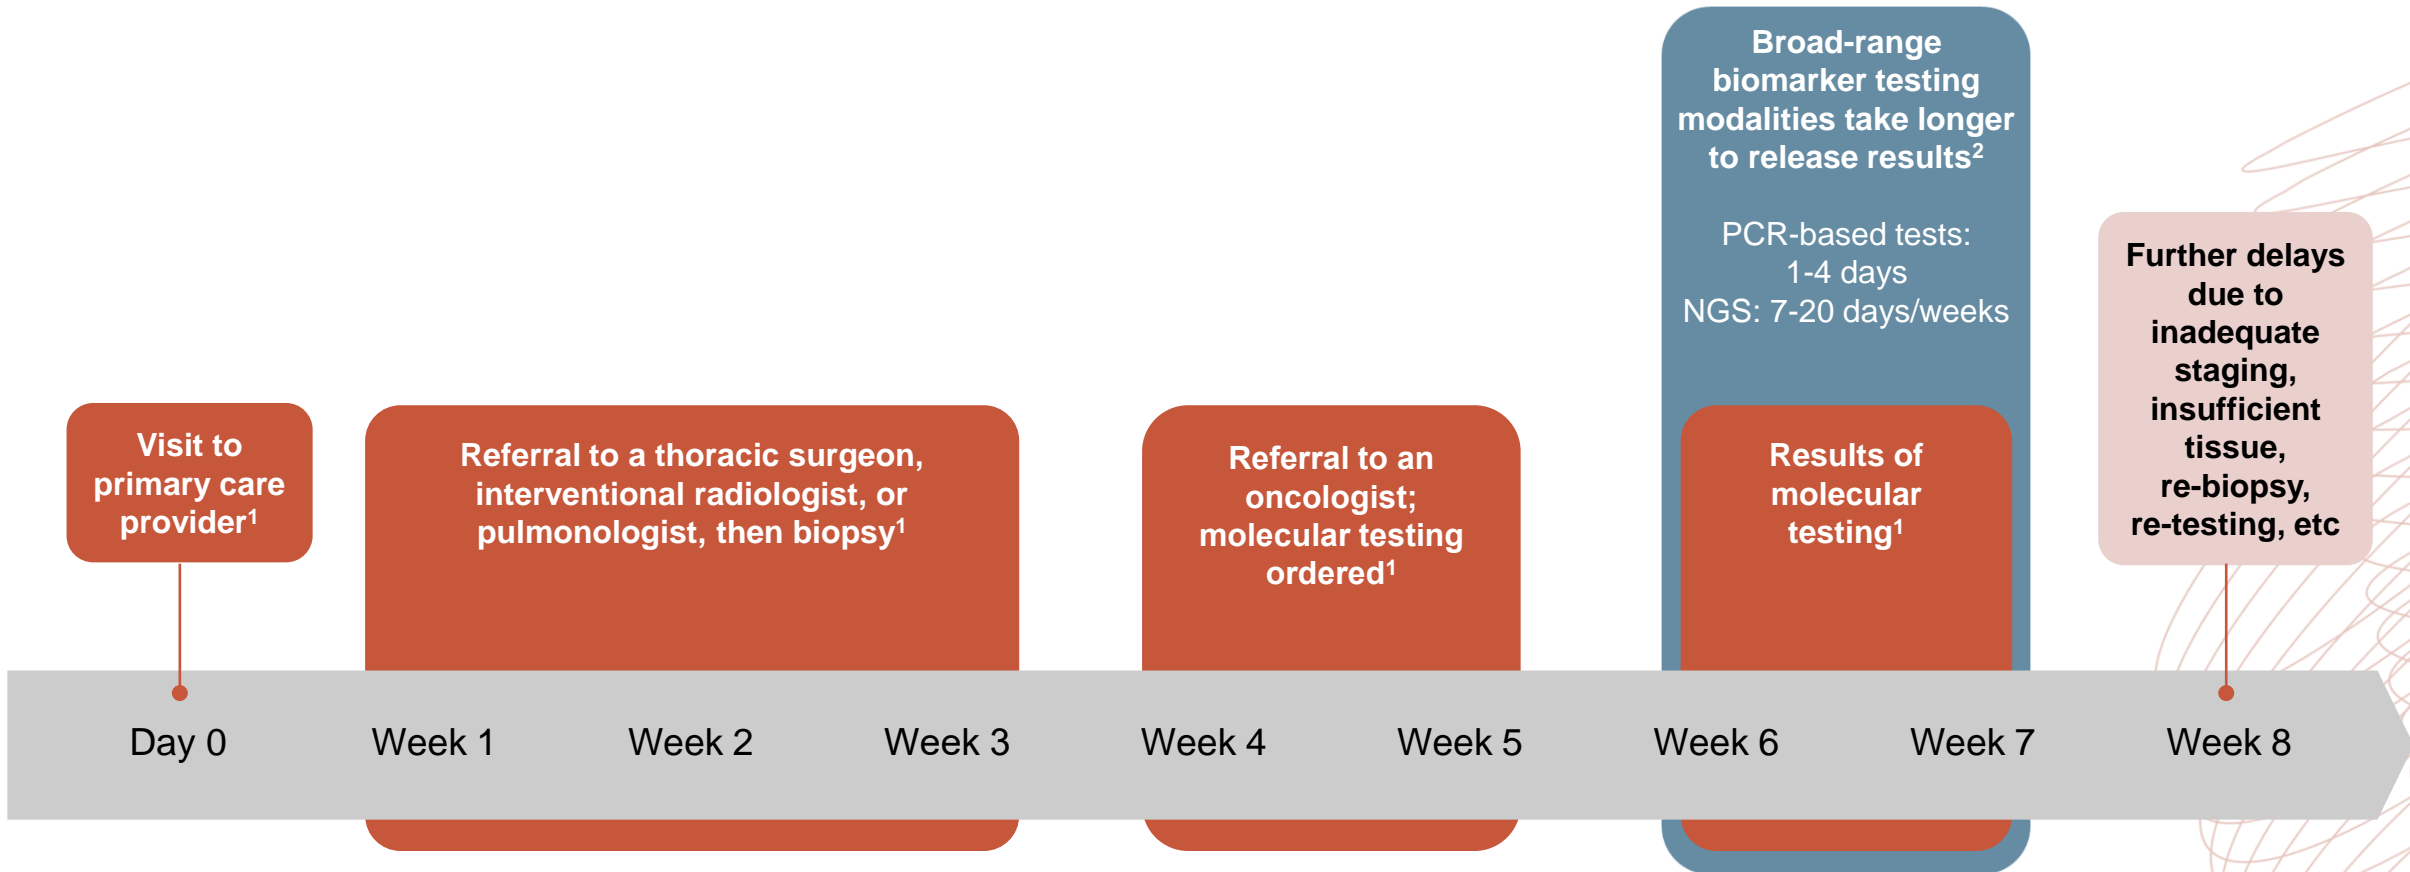 Broad-range
biomarker testing
modalities take longer
to release results²
PCR-based tests:
1-4 days
NGS: 7-20 days/weeks
Further delays
due to
inadequate
staging,
insufficient
tissue,
re-biopsy,
re-testing, etc
Visit to
primary care
provider¹
Referral to a thoracic surgeon,
interventional radiologist, or
pulmonologist, then biopsy¹
Referral to an
oncologist;
molecular testing
ordered¹
Results of
molecular
testing¹
Day 0 Week 1 Week 2 Week 3 Week 4 Week 5 Week 6 Week 7 Week 8